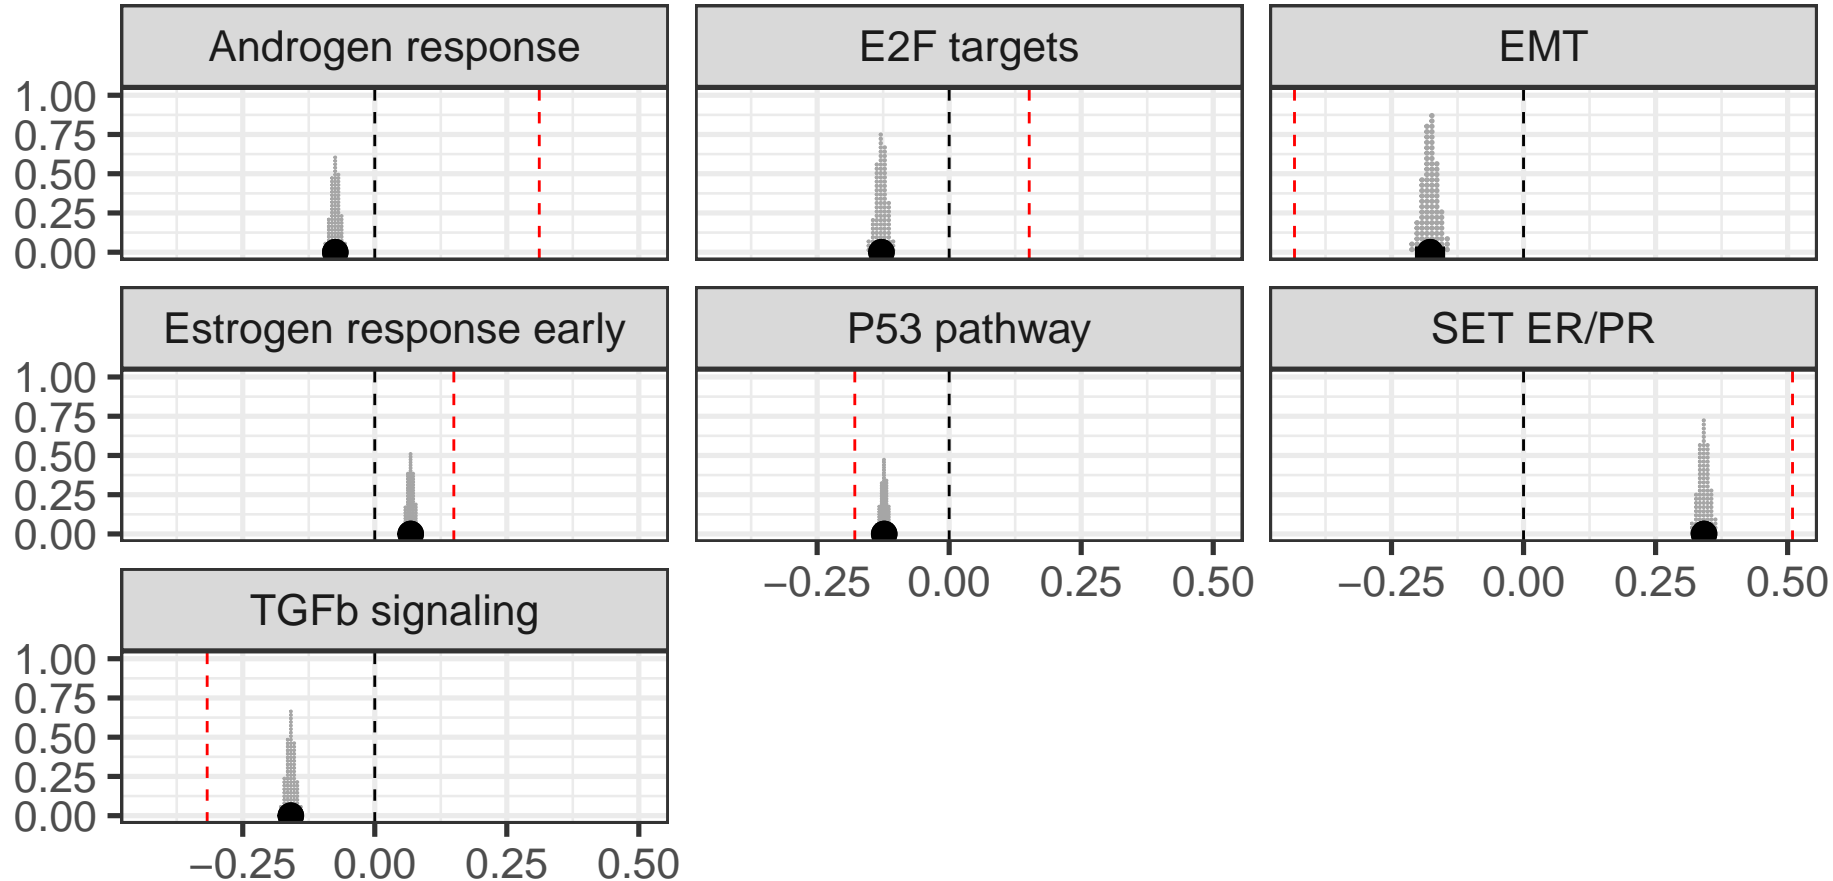 Androgen response
E2F targets
EMT
1.00
0.75
0.50
0.25
0.00
Estrogen response early
P53 pathway
SET ER/PR
1.00
0.75
0.50
0.25
0.00
−0.25 0.00 0.25 0.50
−0.25 0.00 0.25 0.50
TGFb signaling
1.00
0.75
0.50
0.25
0.00
−0.25 0.00 0.25 0.50